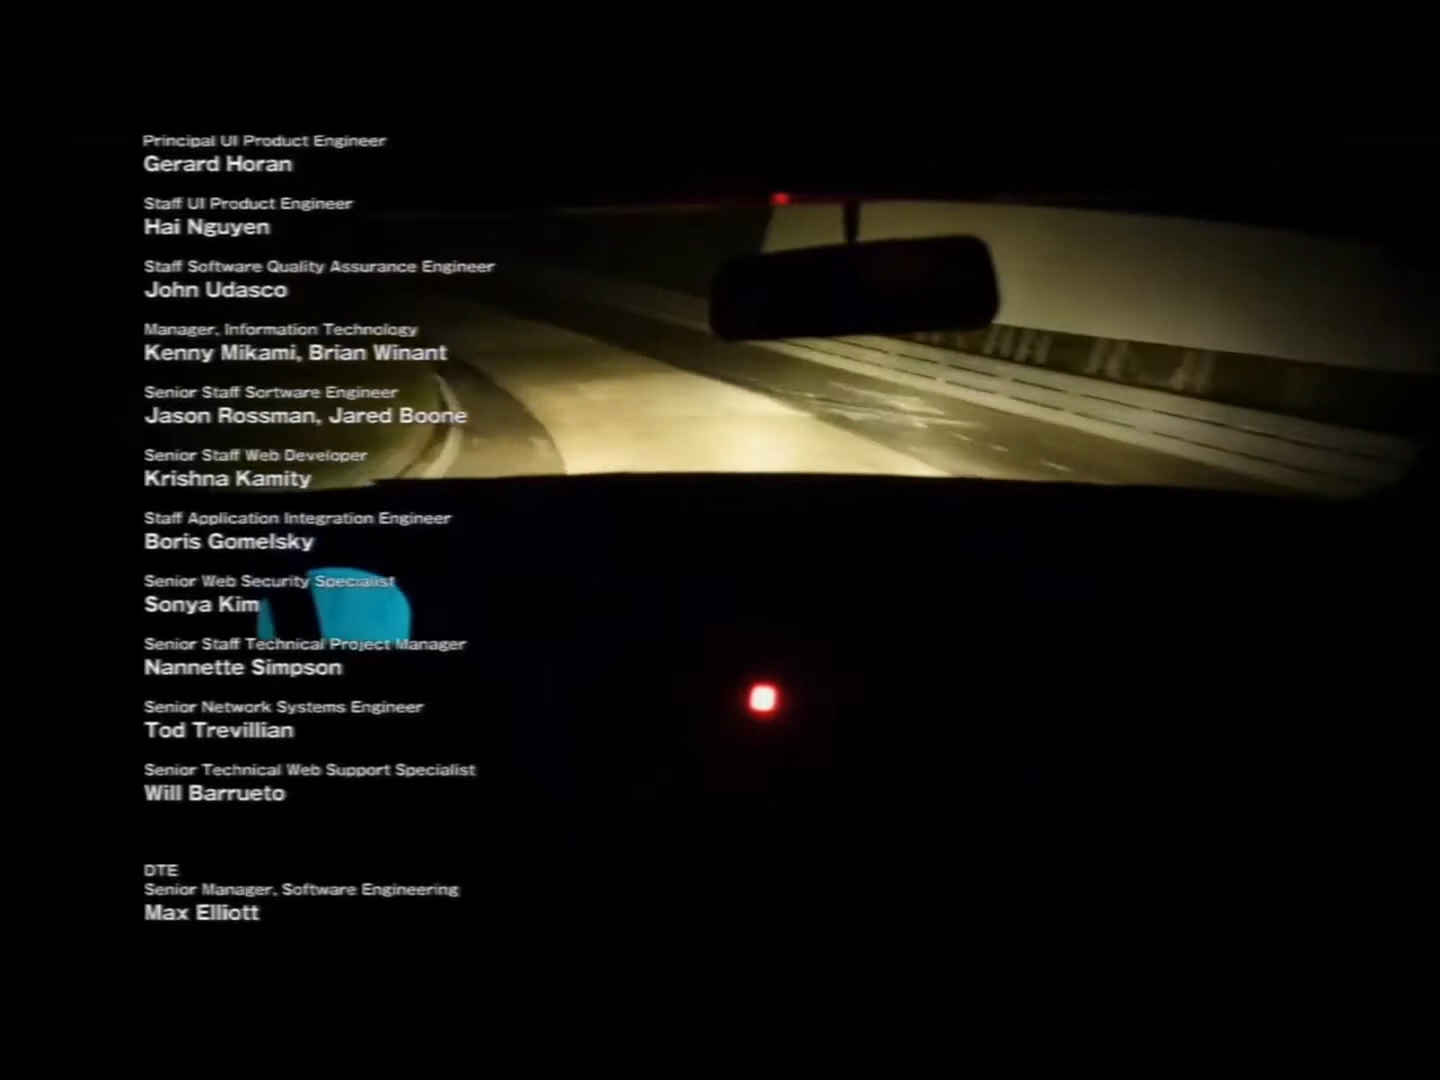 Principal UI Product Engineer
Gerard Horan
Staff UI Product Engineer
Hai Nguyen
Staff Software Quality Assurance Engineer
John Udasco
Manager, Information Technology
Kenny Mikami, Brian Winant
Senior Staff Sortware Engineer
Jason Rossman, Jared Boone
Senior Staff Web Developer
Krishna Kamity
Staff Application Integration Engineer
Boris Gomelsky
Senior Web Security Specialist
Sonya Kim
Senior Staff Technical Project Manager
Nannette Simpson
Senior Network Systems Engineer
Tod Trevillian
Senior Technical Web Support Specialist
Will Barrueto
DTE
Senior Manager, Software Engineering
Max Elliott